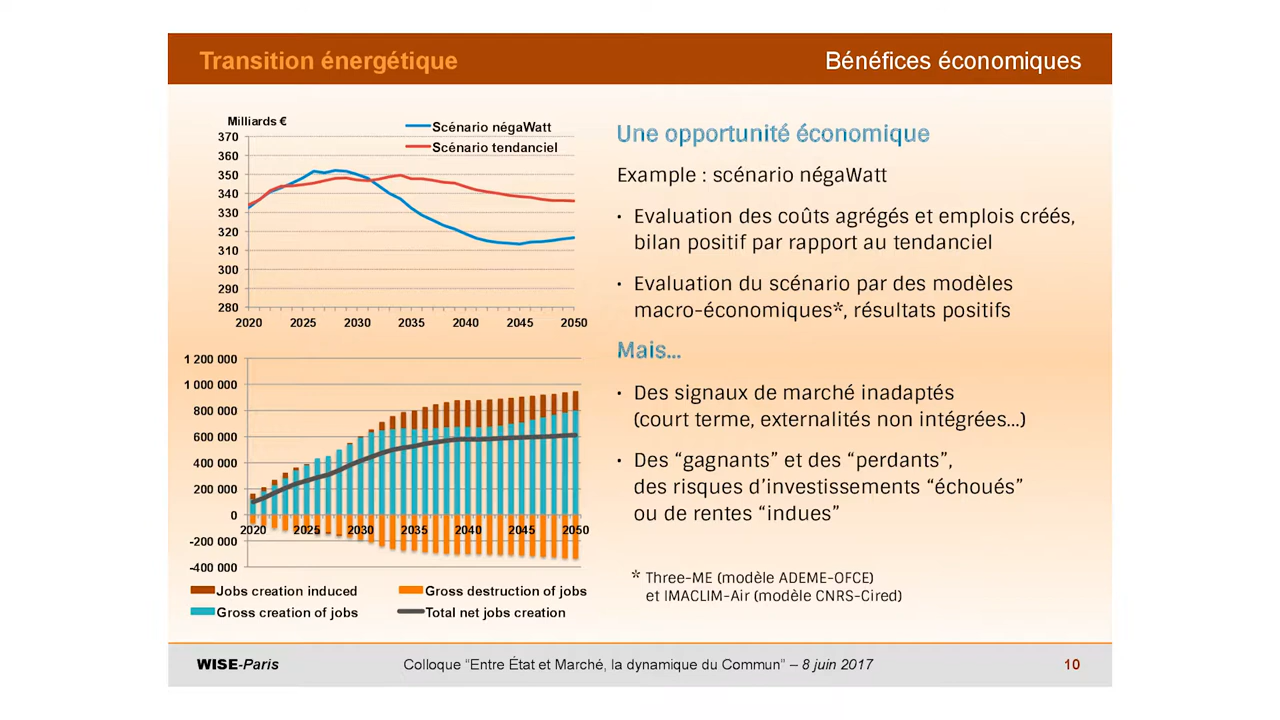 Transition énergétique
Bénéfices économiques
Milliards €
Scénario négaWatt
Scénario tendanciel
370
360
350
340
330
320
310
300
290
280
2020 2025 2030 2035 2040 2045 2050
1 200 000
1 000 000
800 000
600 000
400 000
200 000
0
-200 000
-400 000
2020 2025 2030 2035 2040 2045 2050
Jobs creation induced
Gross destruction of jobs
Gross creation of jobs
Total net jobs creation
Une opportunité économique
Example : scénario négaWatt
• Evaluation des coûts agrégés et emplois créés,
bilan positif par rapport au tendanciel
• Evaluation du scénario par des modèles
macro-économiques*, résultats positifs
Mais...
• Des signaux de marché inadaptés
(court terme, externalités non intégrées...)
• Des “gagnants” et des “perdants”,
des risques d’investissements “échoués”
ou de rentes “indues”
* Three-ME (modèle ADEME-OFCE)
et IMACLIM-Air (modèle CNRS-Cired)
WISE-Paris
Colloque “Entre État et Marché, la dynamique du Commun” – 8 juin 2017
10